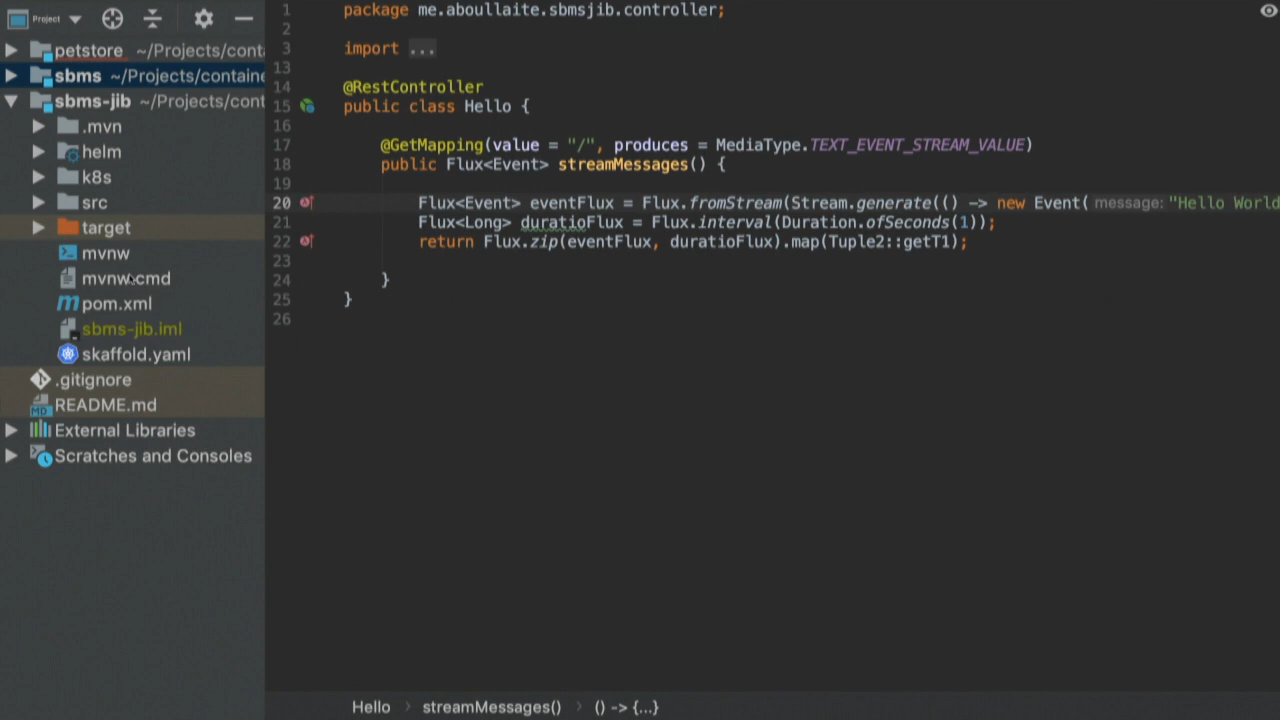 Project
petstore ~/Projects/cont
sbms ~/Projects/containe
sbms-jib ~/Projects/cont
.mvn
helm
k8s
src
target
mvnw
mvnw.cmd
pom.xml
sbms-jib.iml
skaffold.yaml
.gitignore
README.md
External Libraries
Scratches and Consoles
1 package me.aboullaite.sbmsjib.controller;
2
3 import ...
13
14 @RestController
15 public class Hello {
16
17 @GetMapping(value = "/", produces = MediaType.TEXT_EVENT_STREAM_VALUE)
18 public Flux<Event> streamMessages() {
19
20 Flux<Event> eventFlux = Flux.fromStream(Stream.generate(() -> new Event( message: "Hello World
21 Flux<Long> duratioFlux = Flux.interval(Duration.ofSeconds(1));
22 return Flux.zip(eventFlux, duratioFlux).map(Tuple2::getT1);
23
24 }
25 }
26
Hello > streamMessages() > () -> {...}